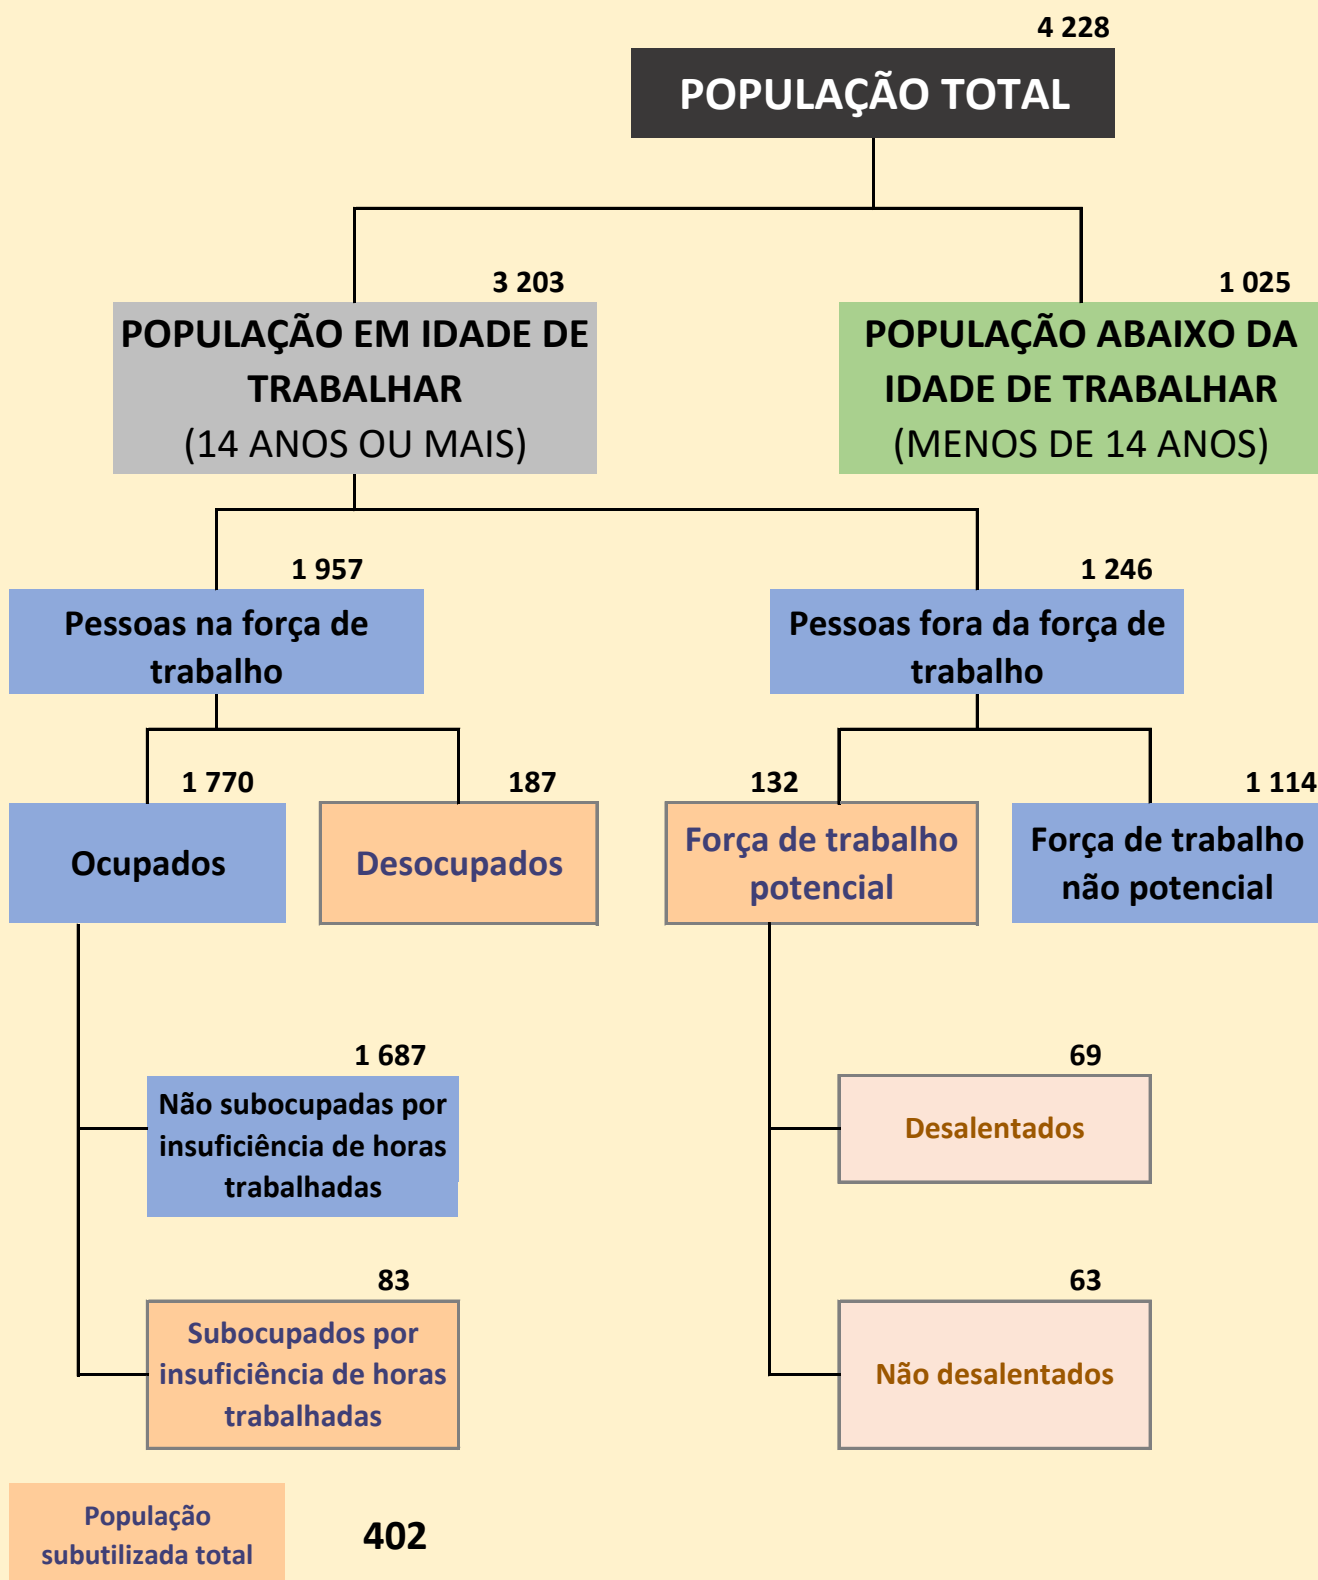 4 228
POPULAÇÃO TOTAL
3 203
POPULAÇÃO EM IDADE DE
TRABALHAR
(14 ANOS OU MAIS)
1 025
POPULAÇÃO ABAIXO DA
IDADE DE TRABALHAR
(MENOS DE 14 ANOS)
1 957
Pessoas na força de
trabalho
1 246
Pessoas fora da força de
trabalho
1 770
Ocupados
187
Desocupados
132
Força de trabalho
potencial
1 114
Força de trabalho
não potencial
1 687
Não subocupadas por
insuficiência de horas
trabalhadas
69
Desalentados
83
Subocupados por
insuficiência de horas
trabalhadas
63
Não desalentados
População
subutilizada total
402